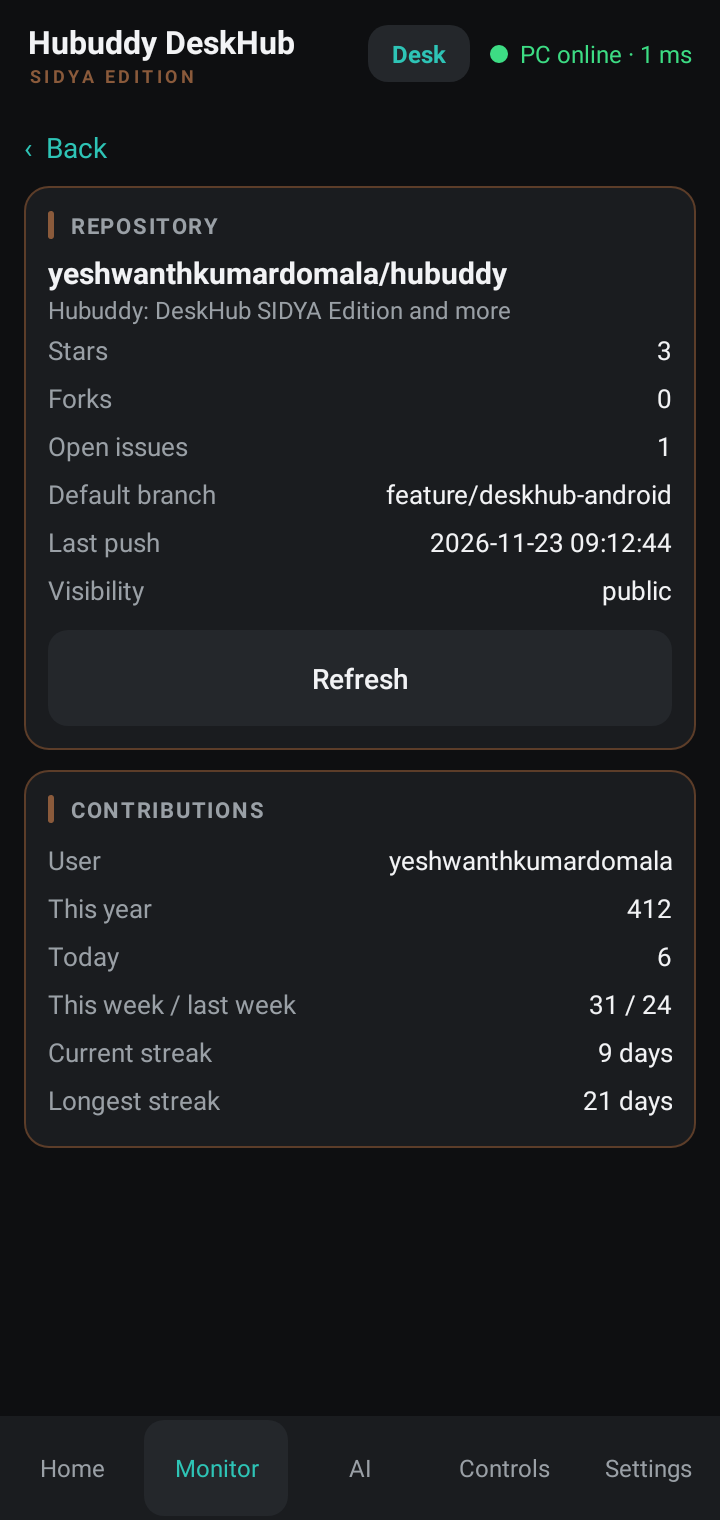 Hubuddy DeskHub
SIDYA EDITION
Desk
PC online · 1 ms
‹ Back
REPOSITORY
yeshwanthkumardomala/hubuddy
Hubuddy: DeskHub SIDYA Edition and more
Stars 3
Forks 0
Open issues 1
Default branch feature/deskhub-android
Last push 2026-11-23 09:12:44
Visibility public
Refresh
CONTRIBUTIONS
User yeshwanthkumardomala
This year 412
Today 6
This week / last week 31 / 24
Current streak 9 days
Longest streak 21 days
Home Monitor AI Controls Settings